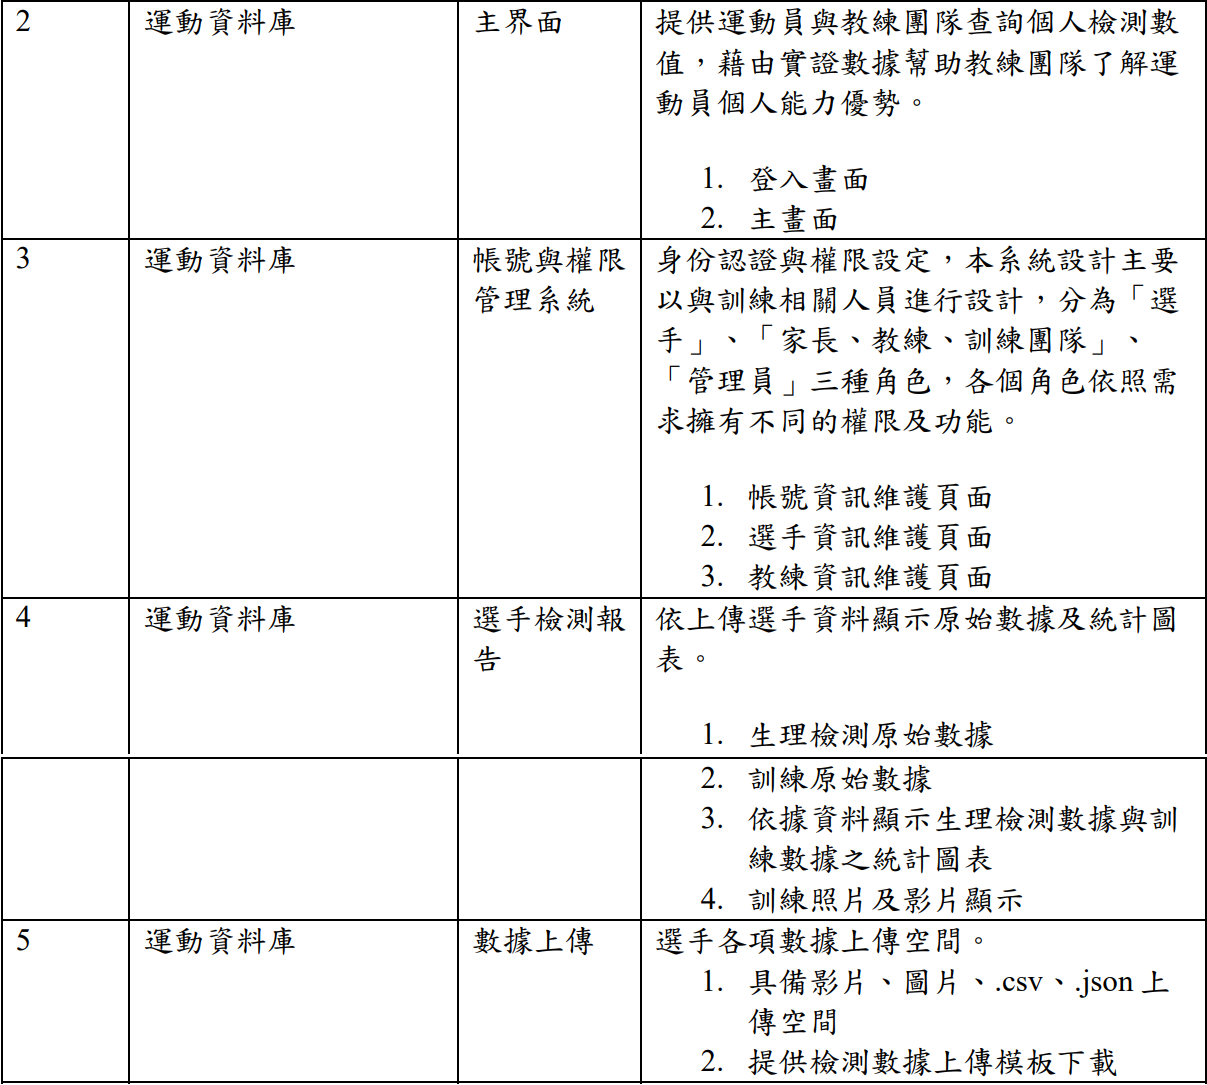 2
運動資料庫
主界面
提供運動員與教練團隊查詢個人檢測數
值，藉由實證數據幫助教練團隊了解運
動員個人能力優勢。
1. 登入畫面
2. 主畫面
3
運動資料庫
帳號與權限
管理系統
身份認證與權限設定，本系統設計主要
以與訓練相關人員進行設計，分為「選
手」、「家長、教練、訓練團隊」、
「管理員」三種角色，各個角色依照需
求擁有不同的權限及功能。
1. 帳號資訊維護頁面
2. 選手資訊維護頁面
3. 教練資訊維護頁面
4
運動資料庫
選手檢測報
告
依上傳選手資料顯示原始數據及統計圖
表。
1. 生理檢測原始數據
2. 訓練原始數據
3. 依據資料顯示生理檢測數據與訓
練數據之統計圖表
4. 訓練照片及影片顯示
5
運動資料庫
數據上傳
選手各項數據上傳空間。
1. 具備影片、圖片、.csv、.json 上
傳空間
2. 提供檢測數據上傳模板下載